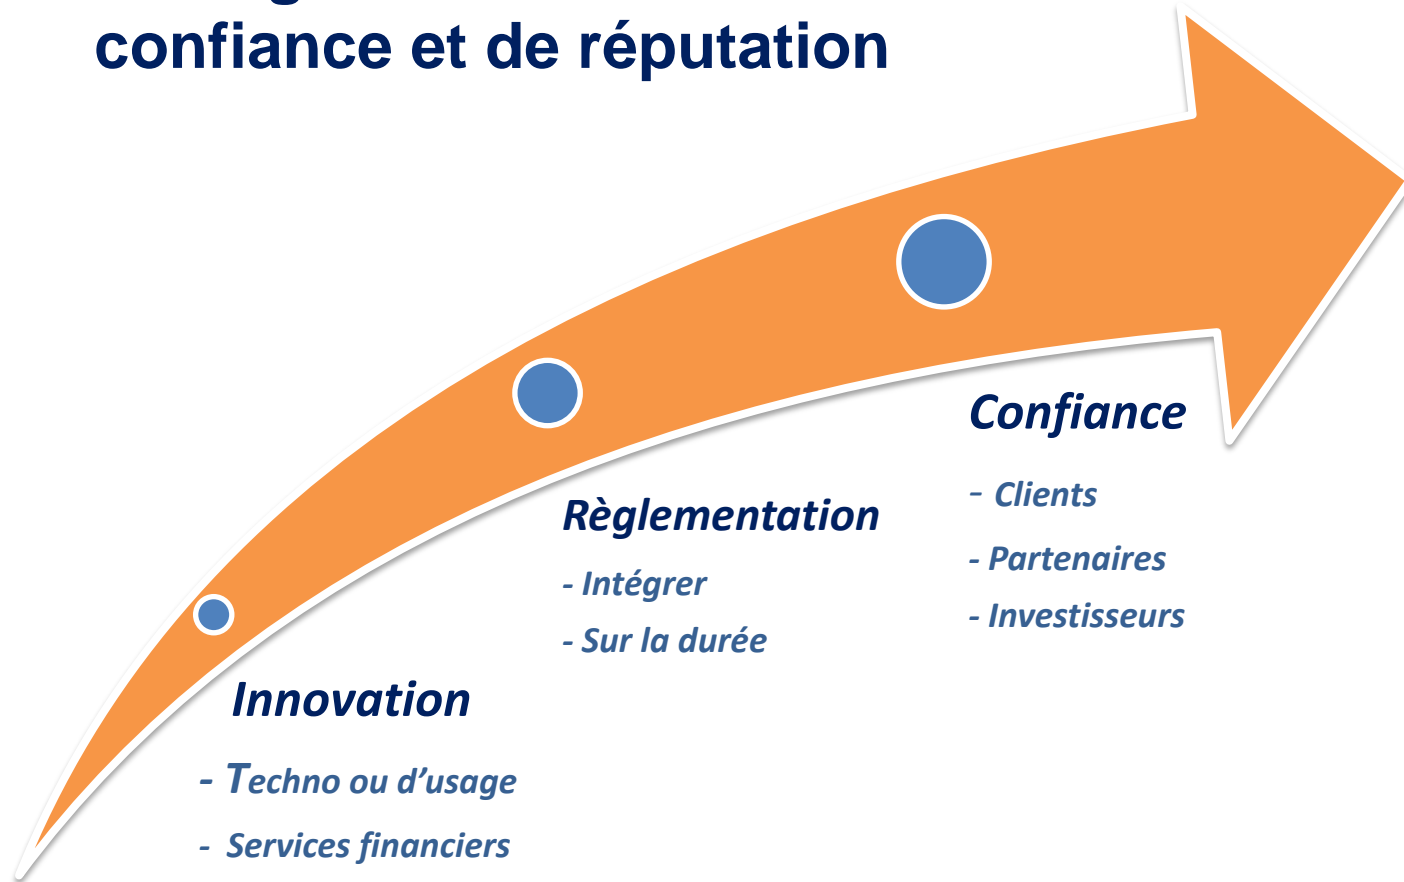 confiance et de réputation
Confiance
- Clients
- Partenaires
- Investisseurs
Règlementation
- Intégrer
- Sur la durée
Innovation
- Techno ou d’usage
- Services financiers